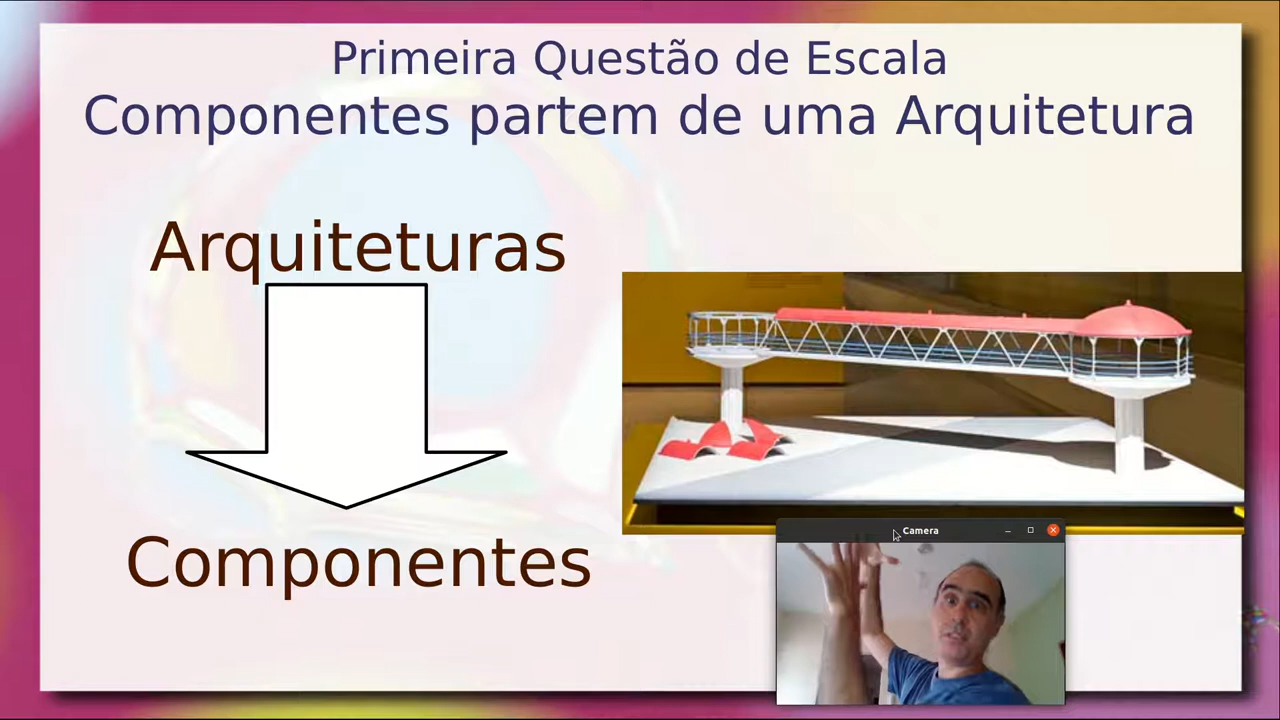 Primeira Questão de Escala
Componentes partem de uma Arquitetura
Arquiteturas
Componentes
Camera